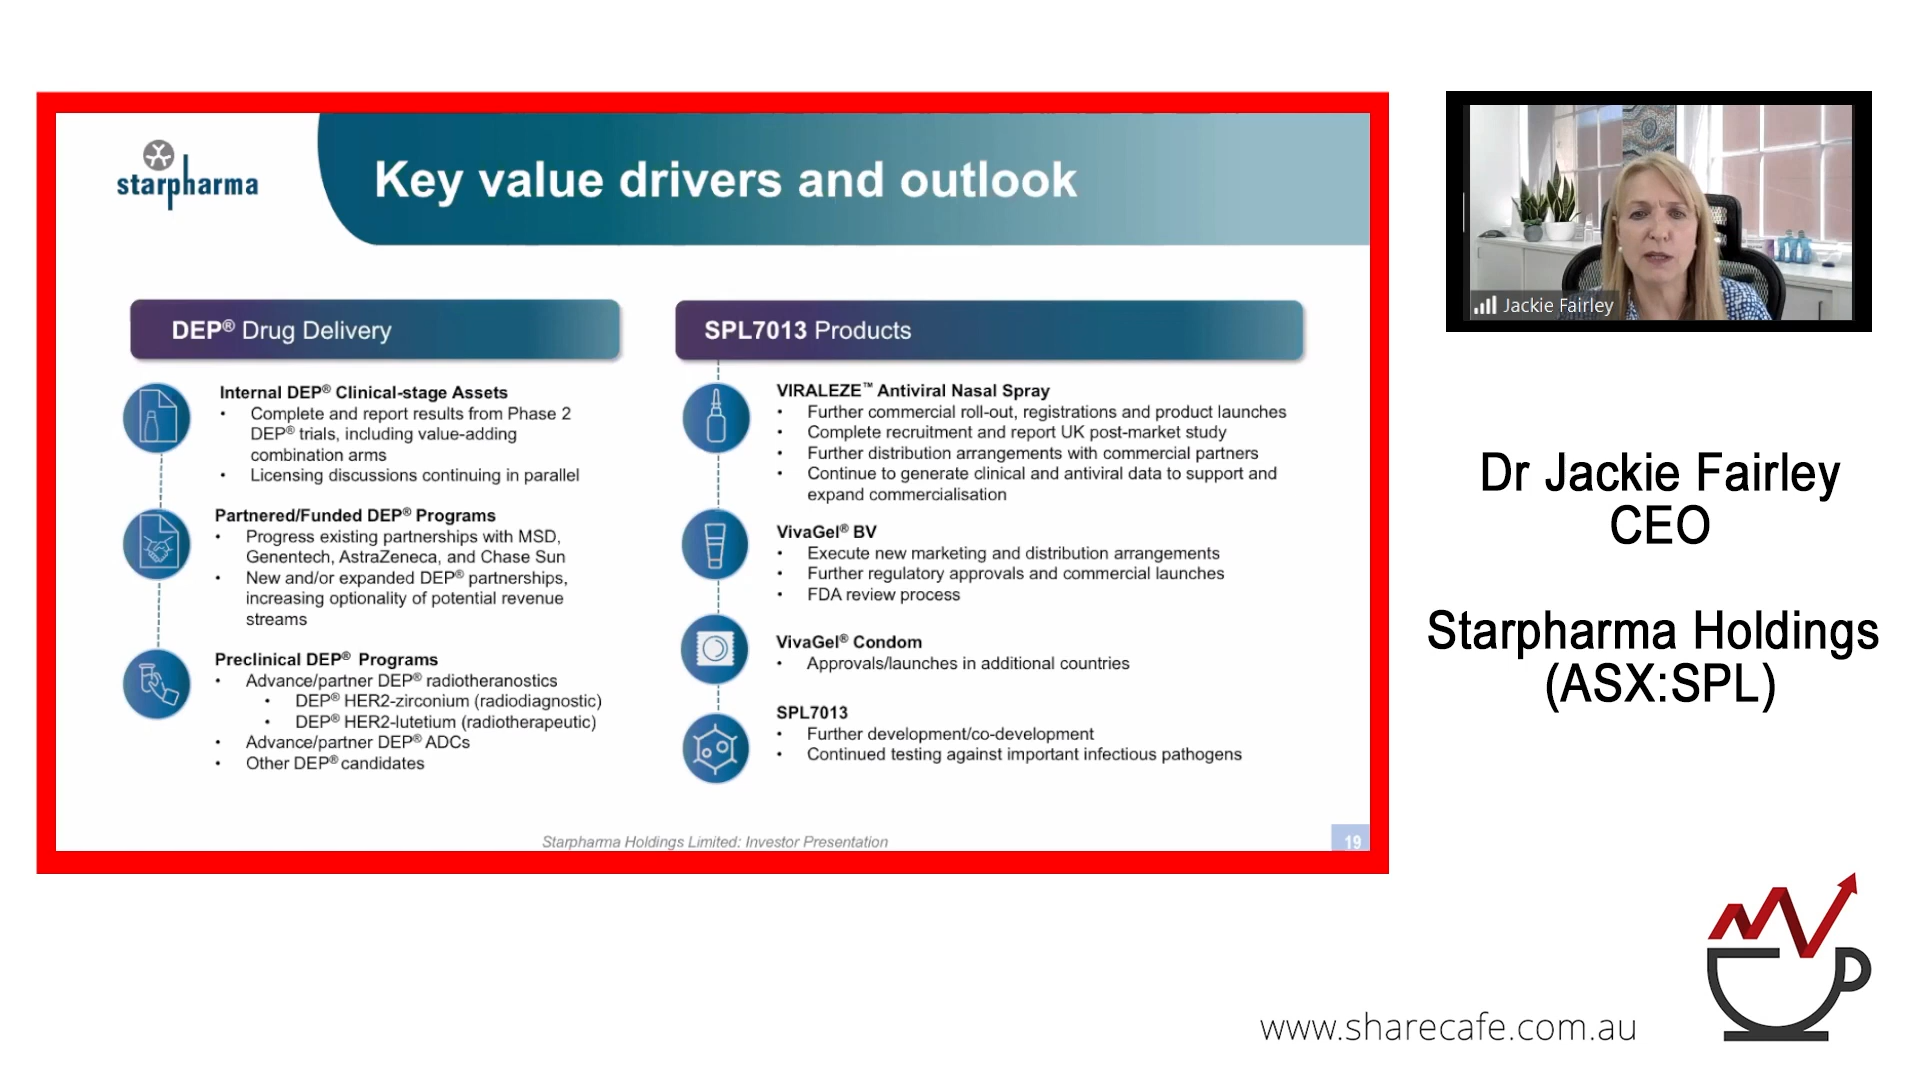 starpharma
Key value drivers and outlook
DEP® Drug Delivery
Internal DEP® Clinical-stage Assets
• Complete and report results from Phase 2
DEP® trials, including value-adding
combination arms
• Licensing discussions continuing in parallel
Partnered/Funded DEP® Programs
• Progress existing partnerships with MSD,
Genentech, AstraZeneca, and Chase Sun
• New and/or expanded DEP® partnerships,
increasing optionality of potential revenue
streams
Preclinical DEP® Programs
• Advance/partner DEP® radiotheranostics
• DEP® HER2-zirconium (radiodiagnostic)
• DEP® HER2-lutetium (radiotherapeutic)
• Advance/partner DEP® ADCs
• Other DEP® candidates
SPL7013 Products
VIRALEZE™ Antiviral Nasal Spray
• Further commercial roll-out, registrations and product launches
• Complete recruitment and report UK post-market study
• Further distribution arrangements with commercial partners
• Continue to generate clinical and antiviral data to support and
expand commercialisation
VivaGel® BV
• Execute new marketing and distribution arrangements
• Further regulatory approvals and commercial launches
• FDA review process
VivaGel® Condom
• Approvals/launches in additional countries
SPL7013
• Further development/co-development
• Continued testing against important infectious pathogens
Starpharma Holdings Limited: Investor Presentation
19
Jackie Fairley
Dr Jackie Fairley
CEO
Starpharma Holdings
(ASX:SPL)
www.sharecafe.com.au